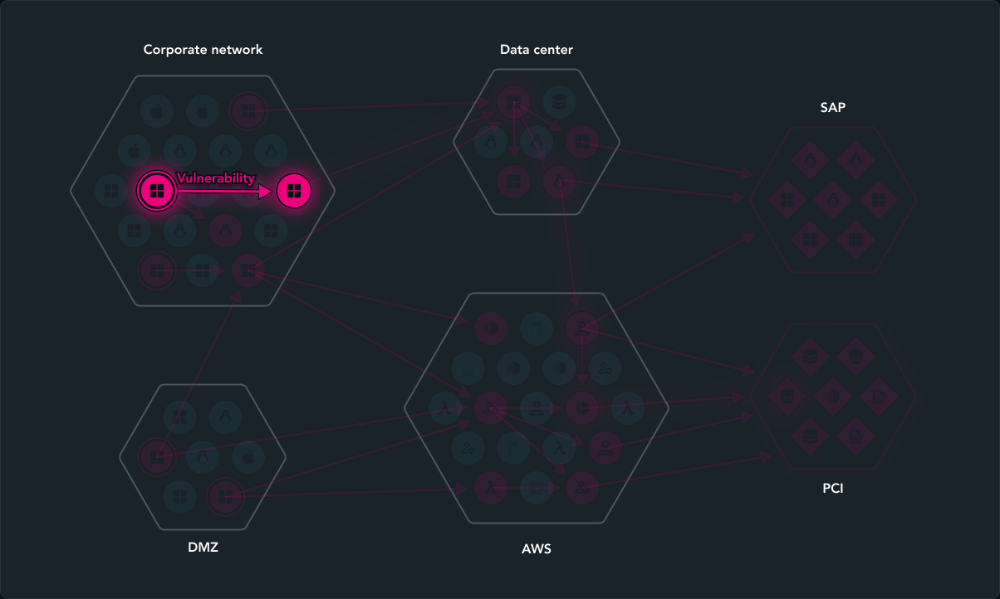 Corporate network
Data center
SAP
Vulnerability
PCI
DMZ
AWS